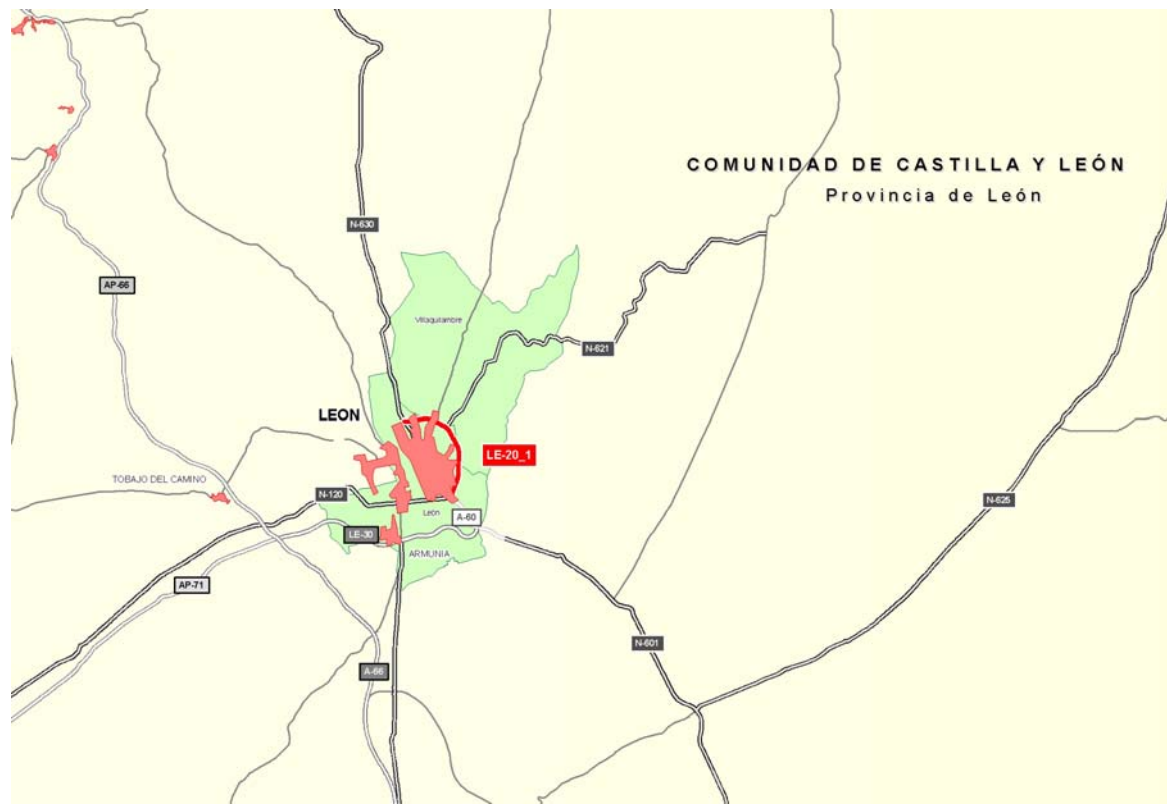 COMUNIDAD DE CASTILLA Y LEÓN
Provincia de León
N-630
AP-66
Villaquilambre
N-621
LEON
LE-20_1
TOBAJO DEL CAMINO
N-120
N-625
León
A-60
LE-30
ARMUNIA
AP-71
N-601
A-66